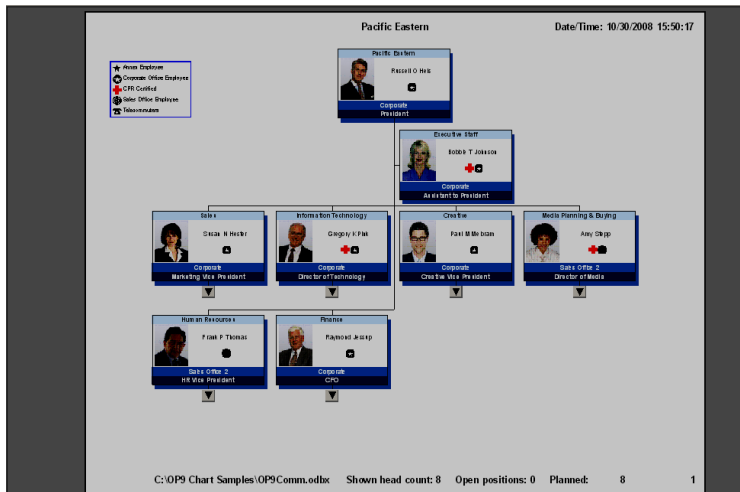 Pacific Eastern Date/Time: 10/30/2008 15:50:17
Annex Employee
Corporate Office Employee
CPR Certified
Sales Office Employee
Telecommuters
Pacific Eastern
Russell O Hels
Corporate
President
Executive Staff
Bobbie T Johnson
Corporate
Assistant to President
Sales
Susan N Hester
Corporate
Marketing Vice President
Information Technology
Gregory K
Corporate
Director of Technology
Creative
Paul M
Corporate
Creative Vice President
Media Planning & Buying
Amy Stepp
Sales Office 2
Director of Media
Human Resources
Frank P Thomas
Sales Office 2
HR Vice President
Finance
Raymond Jessup
Corporate
CFO
C:\OP9 Chart Samples\OP9Comm.odbx Shown head count: 8 Open positions: 0 Planned: 8 1